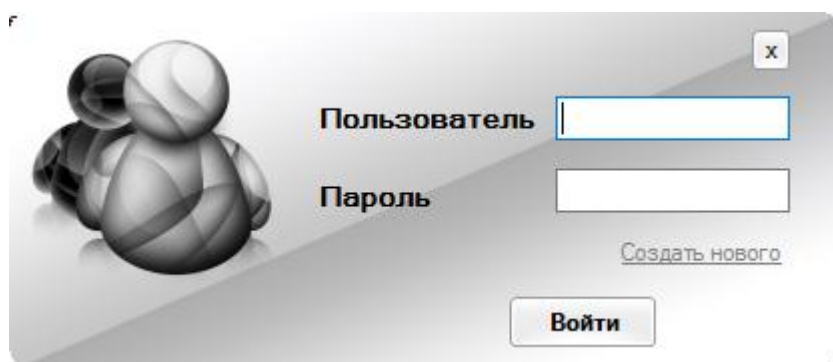 x
Пользователь
Пароль
Создать нового
Войти